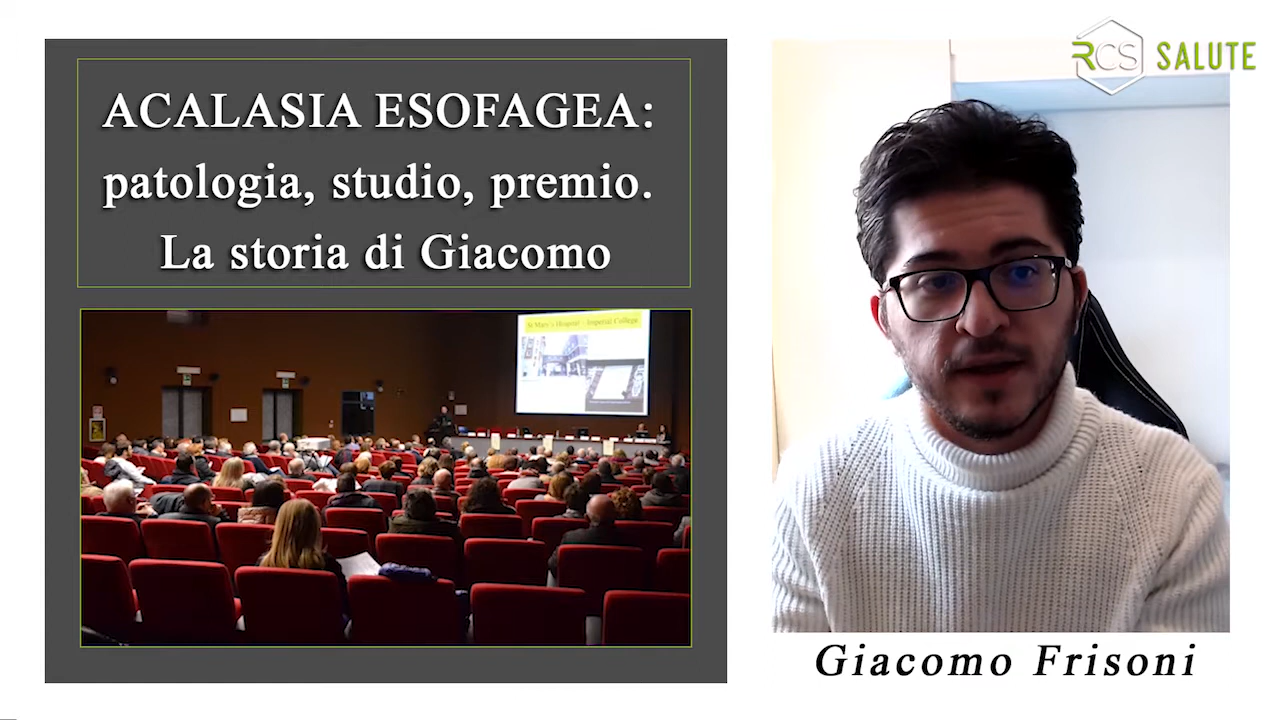 ACALASIA ESOFAGEA:
patologia, studio, premio.
La storia di Giacomo
RCS SALUTE
St Mary's Hospital - Imperial College
Giacomo Frisoni